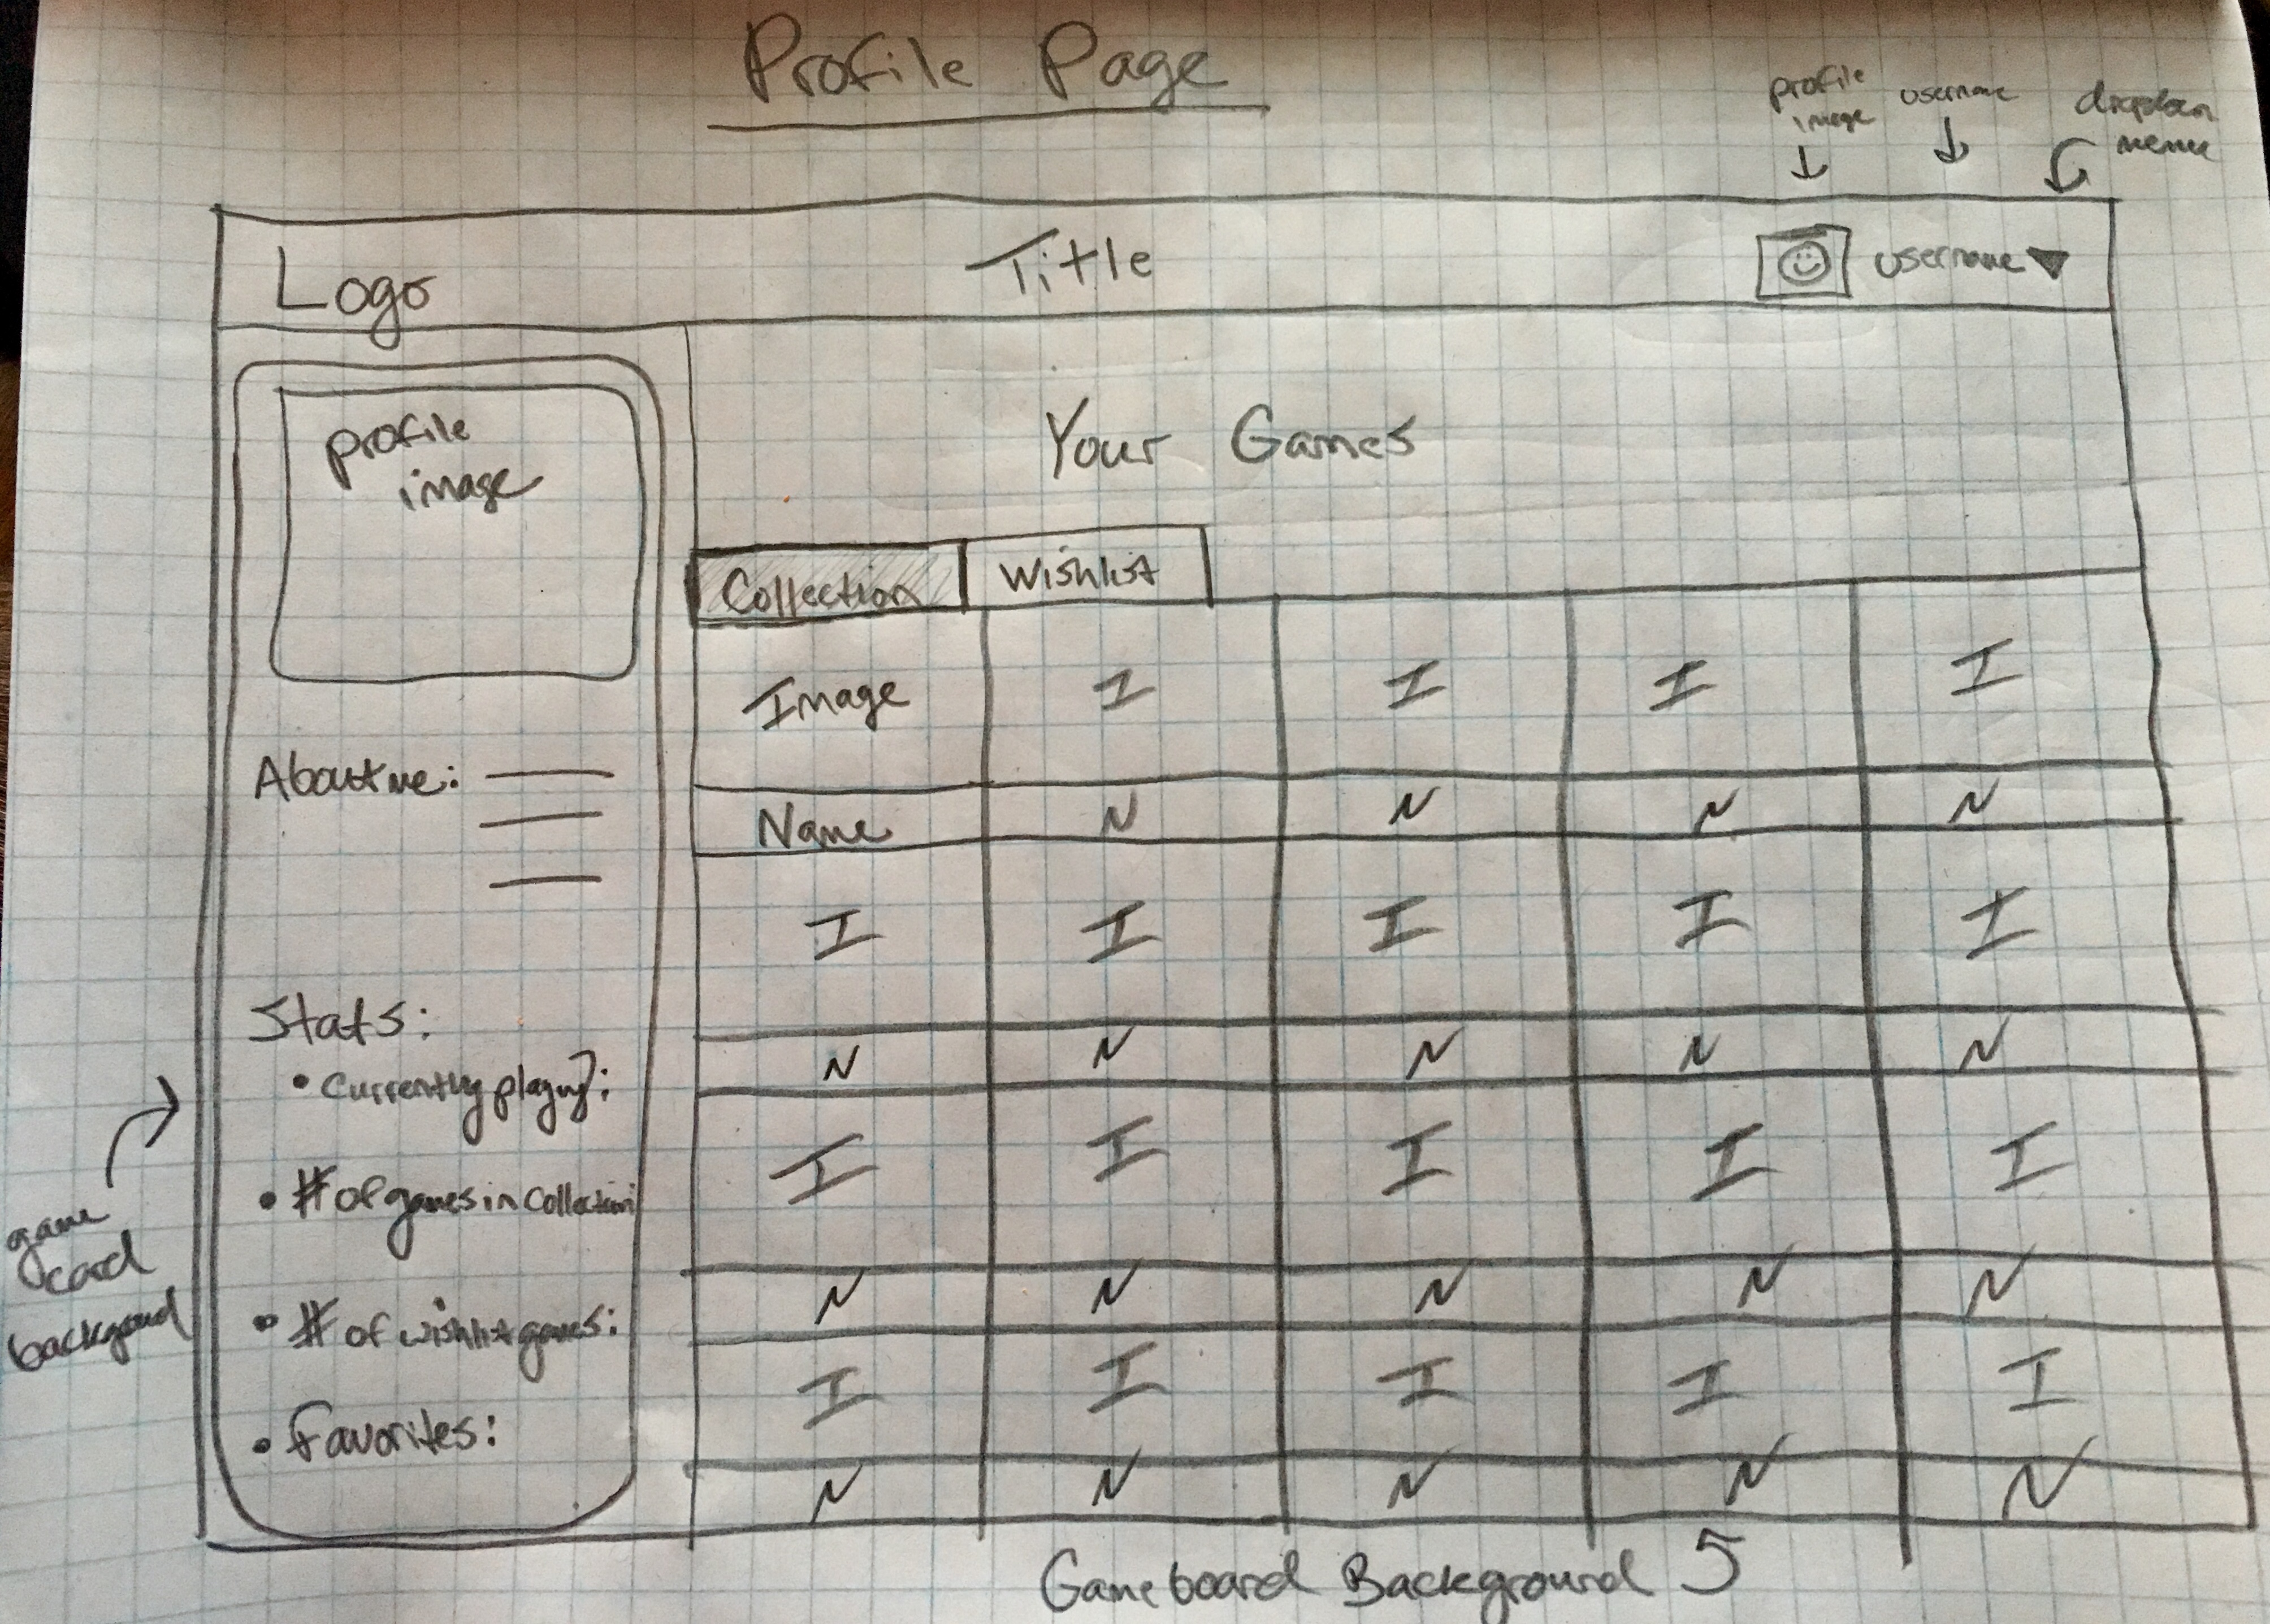 Profile Page
profile
image
username
dropdown
menu
Logo
Title
username
profile
image
Your Games
Collection
Wishlist
Image I I I I
Name N N N N
I I I I I
N N N N N
I I I I I
N N N N N
I I I I I
N N N N N
About me:
Stats:
• Currently playing:
• # of games in collection
• # of wishlist games:
• Favorites:
game
card
background
Gameboard Background 5